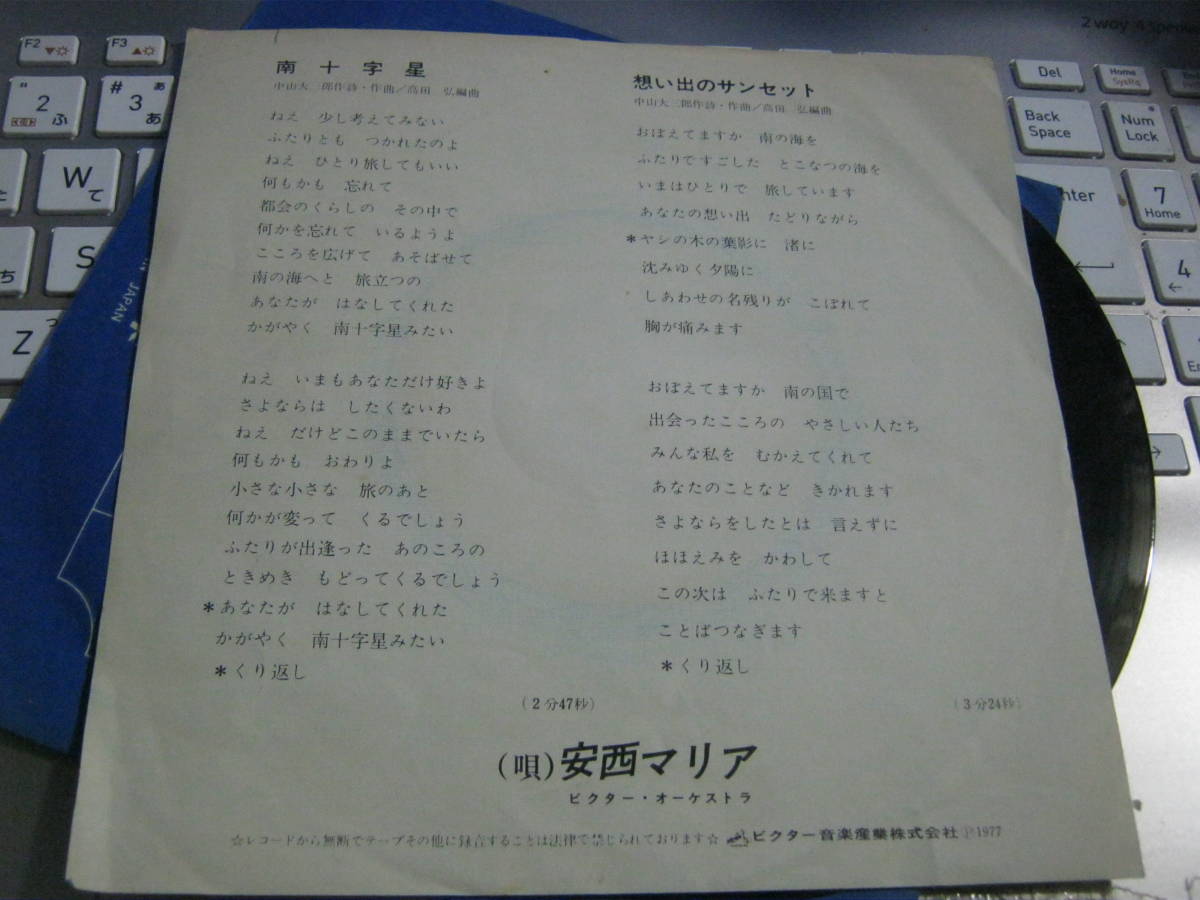 南十字星
中山大三郎作詩・作曲/高田 弘編曲
ねえ 少し考えてみない
ふたりとも つかれたのよ
ねえ ひとり旅してもいい
何もかも 忘れて
都会のくらしの その中で
何かを忘れて いるようよ
こころを広げて あそばせて
南の海へと 旅立つの
あなたが はなしてくれた
かがやく 南十字星みたい
ねえ いまもあなただけ好きよ
さよならは したくないわ
ねえ だけどこのままでいたら
何もかも おわりよ
小さな小さな 旅のあと
何かが変って くるでしょう
ふたりが出逢った あのころの
ときめき もどってくるでしょう
*あなたが はなしてくれた
かがやく 南十字星みたい
*くり返し
(2分47秒)
想い出のサンセット
中山大三郎作詩・作曲/高田 弘編曲
おぼえてますか 南の海を
ふたりですごした とこなつの海を
いまはひとりで 旅しています
あなたの想い出 たどりながら
*ヤシの木の葉影に 渚に
沈みゆく夕陽に
しあわせの名残りが こぼれて
胸が痛みます
おぼえてますか 南の国で
出会ったこころの やさしい人たち
みんな私を むかえてくれて
あなたのことなど きかれます
さよならをしたとは 言えずに
ほほえみを かわして
この次は ふたりで来ますと
ことばつなぎます
*くり返し
(3分24秒)
(唄)安西マリア
ビクター・オーケストラ
☆レコードから無断でテープその他に録音することは法律で禁じられております☆
ビクター音楽産業株式会社 Ⓟ1977
F2
F3
"
2
ふ
#
3
あ
ぁ
W
て
S
Z
JAPAN
2way 4Speaker
Del
Home
SysRq
Back
Space
Num
Lock
Enter
7
Home
4
←